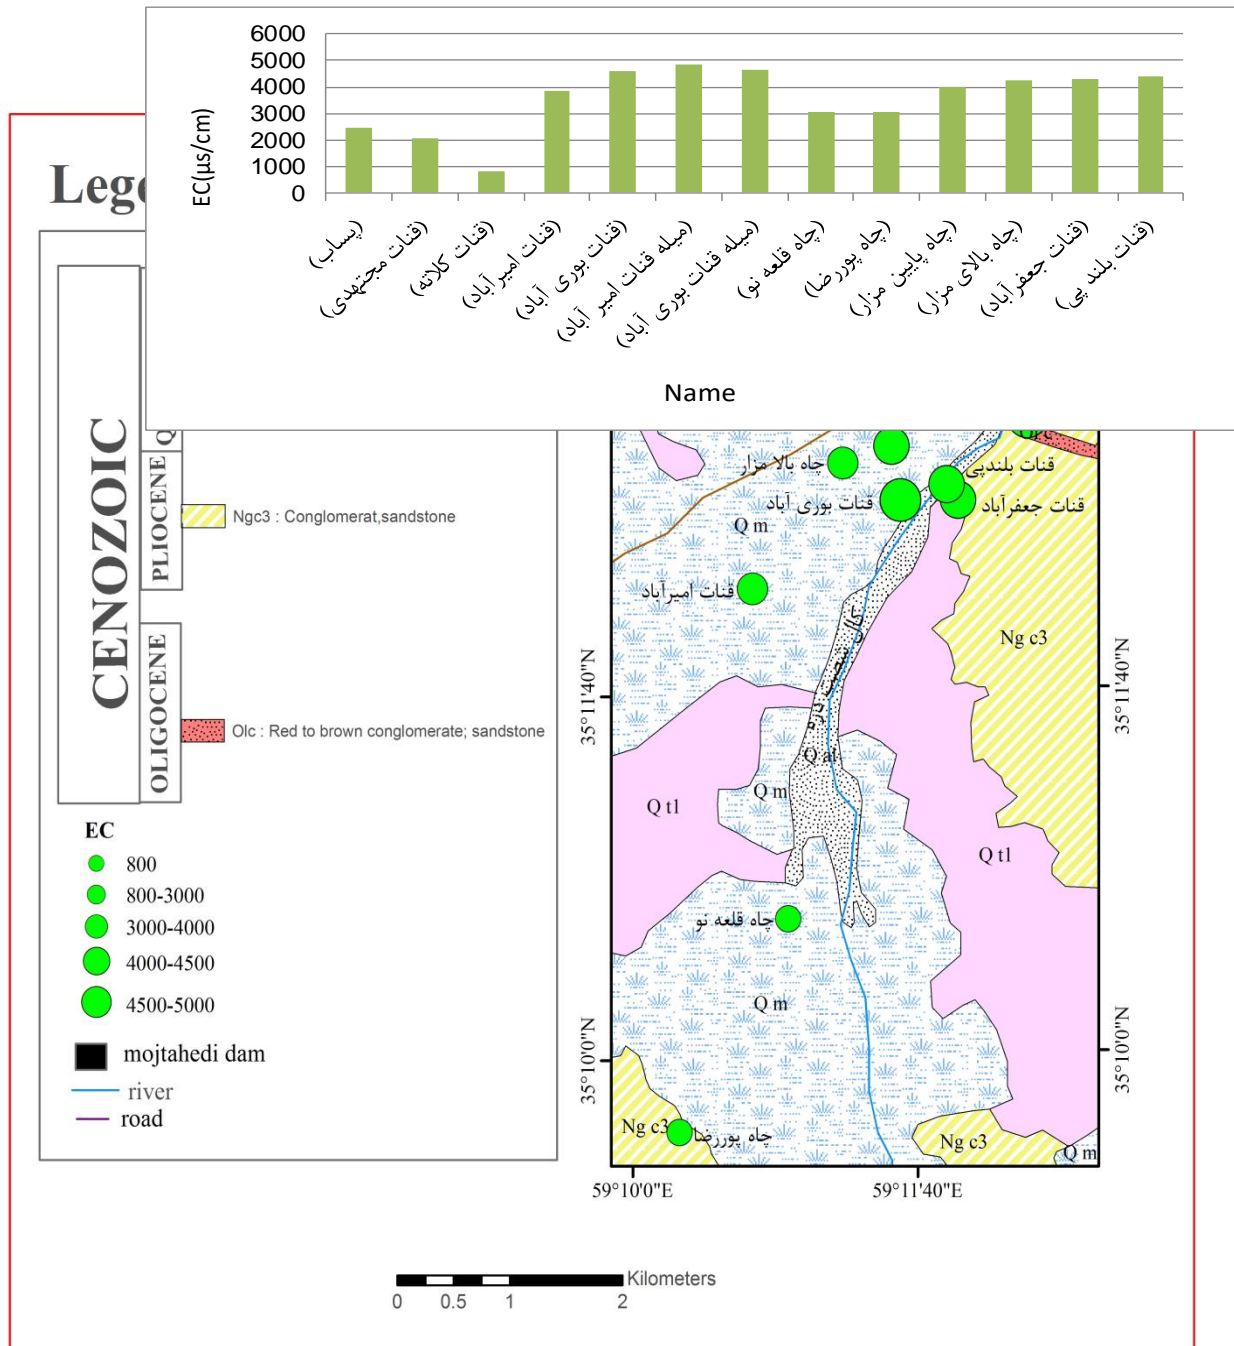 6000
5000
4000
3000
2000
1000
0
EC(µs/cm)
(پساب)
(قنات مجتهدی)
(قنات کلاته)
(قنات امیرآباد)
(قنات بوری آباد)
(میله قنات امیر آباد)
(میله قنات بوری آباد)
(چاه قلعه نو)
(چاه پوررضا)
(چاه پایین مزار)
(چاه بالای مزار)
(قنات جعفرآباد)
(قنات بلند پی)
Name
Lege
CENOZOIC
Q
PLIOCENE
OLIGOCENE
Ngc3 : Conglomerat,sandstone
Olc : Red to brown conglomerate; sandstone
EC
800
800-3000
3000-4000
4000-4500
4500-5000
mojtahedi dam
river
road
چاه بالا مزار
قنات بلندپی
قنات بوری آباد
قنات جعفرآباد
Q m
قنات امیرآباد
Ng c3
35°11'40"N
35°11'40"N
Q al
Q m
Q t1
Q t1
چاه قلعه نو
Q m
35°10'0"N
35°10'0"N
Ng c3
چاه پوررضا
Ng c3
Q m
59°10'0"E
59°11'40"E
Kilometers
0 0.5 1 2